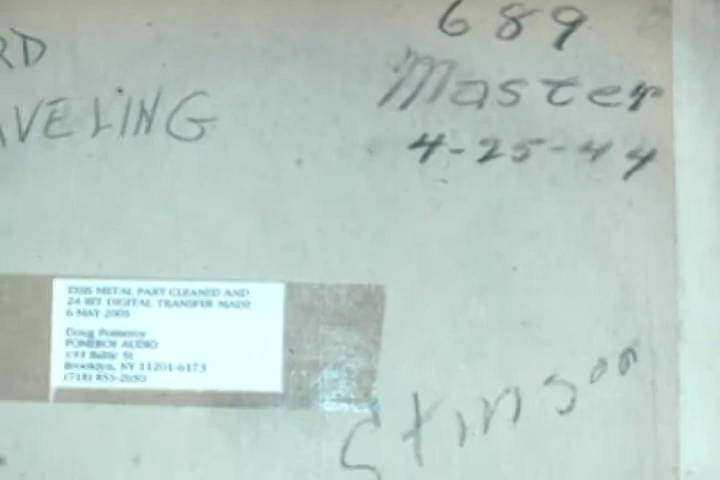 689
RD
Master
AVELING
4-25-44
THIS METAL PART CLEANED AND
24-BIT DIGITAL TRANSFER MADE
6 MAY 2005
Doug Pomeroy
POMEROY AUDIO
193 Baltic St
Brooklyn, NY 11201-6173
(718) 855-2650
Stinson